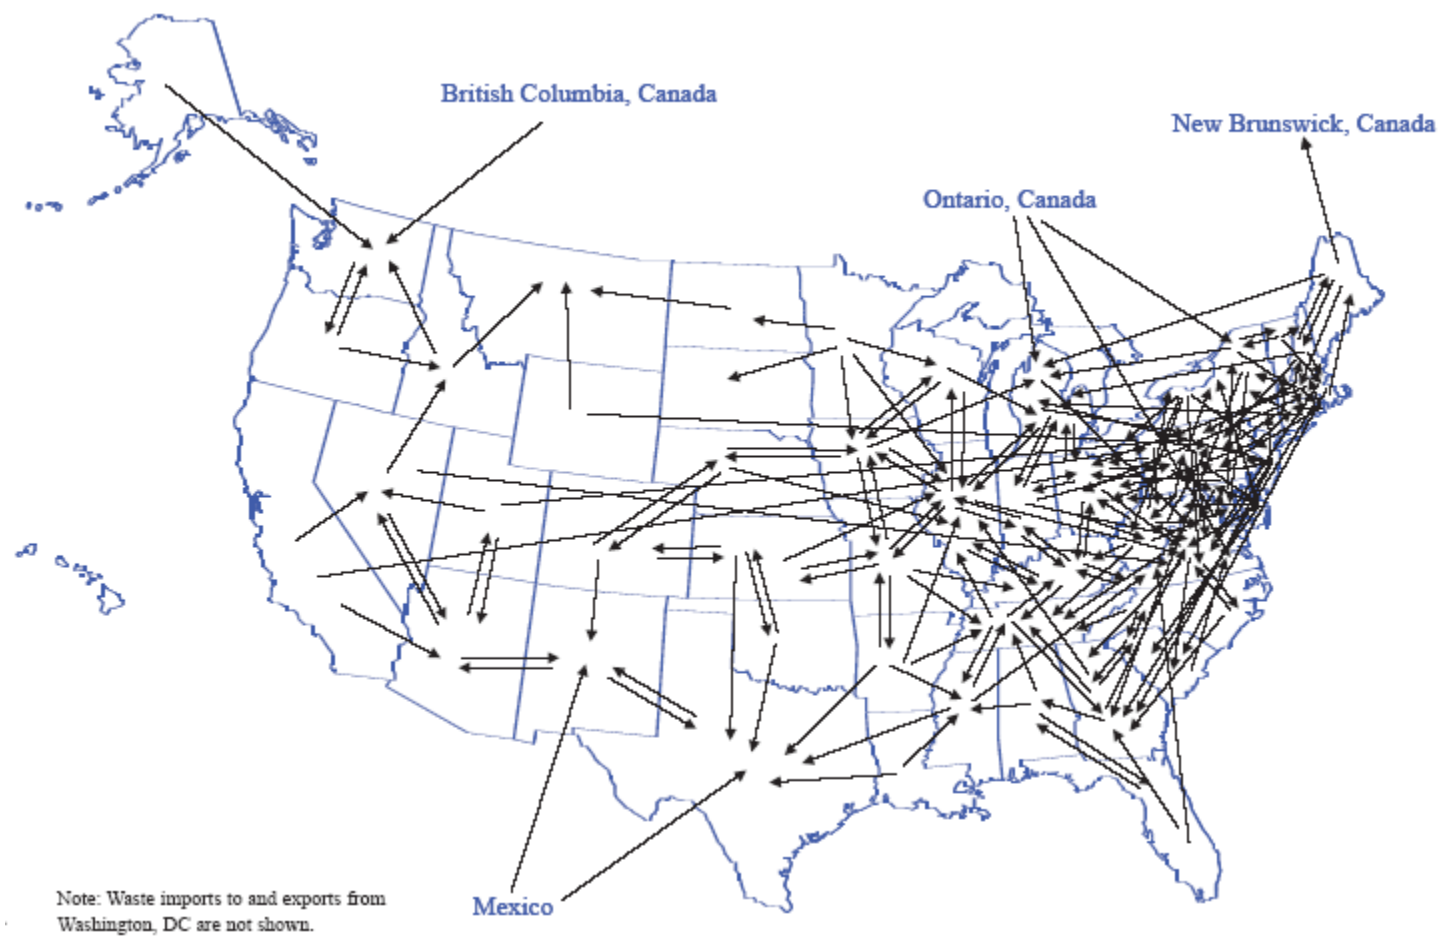 British Columbia, Canada
New Brunswick, Canada
Ontario, Canada
Mexico
Note: Waste imports to and exports from
Washington, DC are not shown.